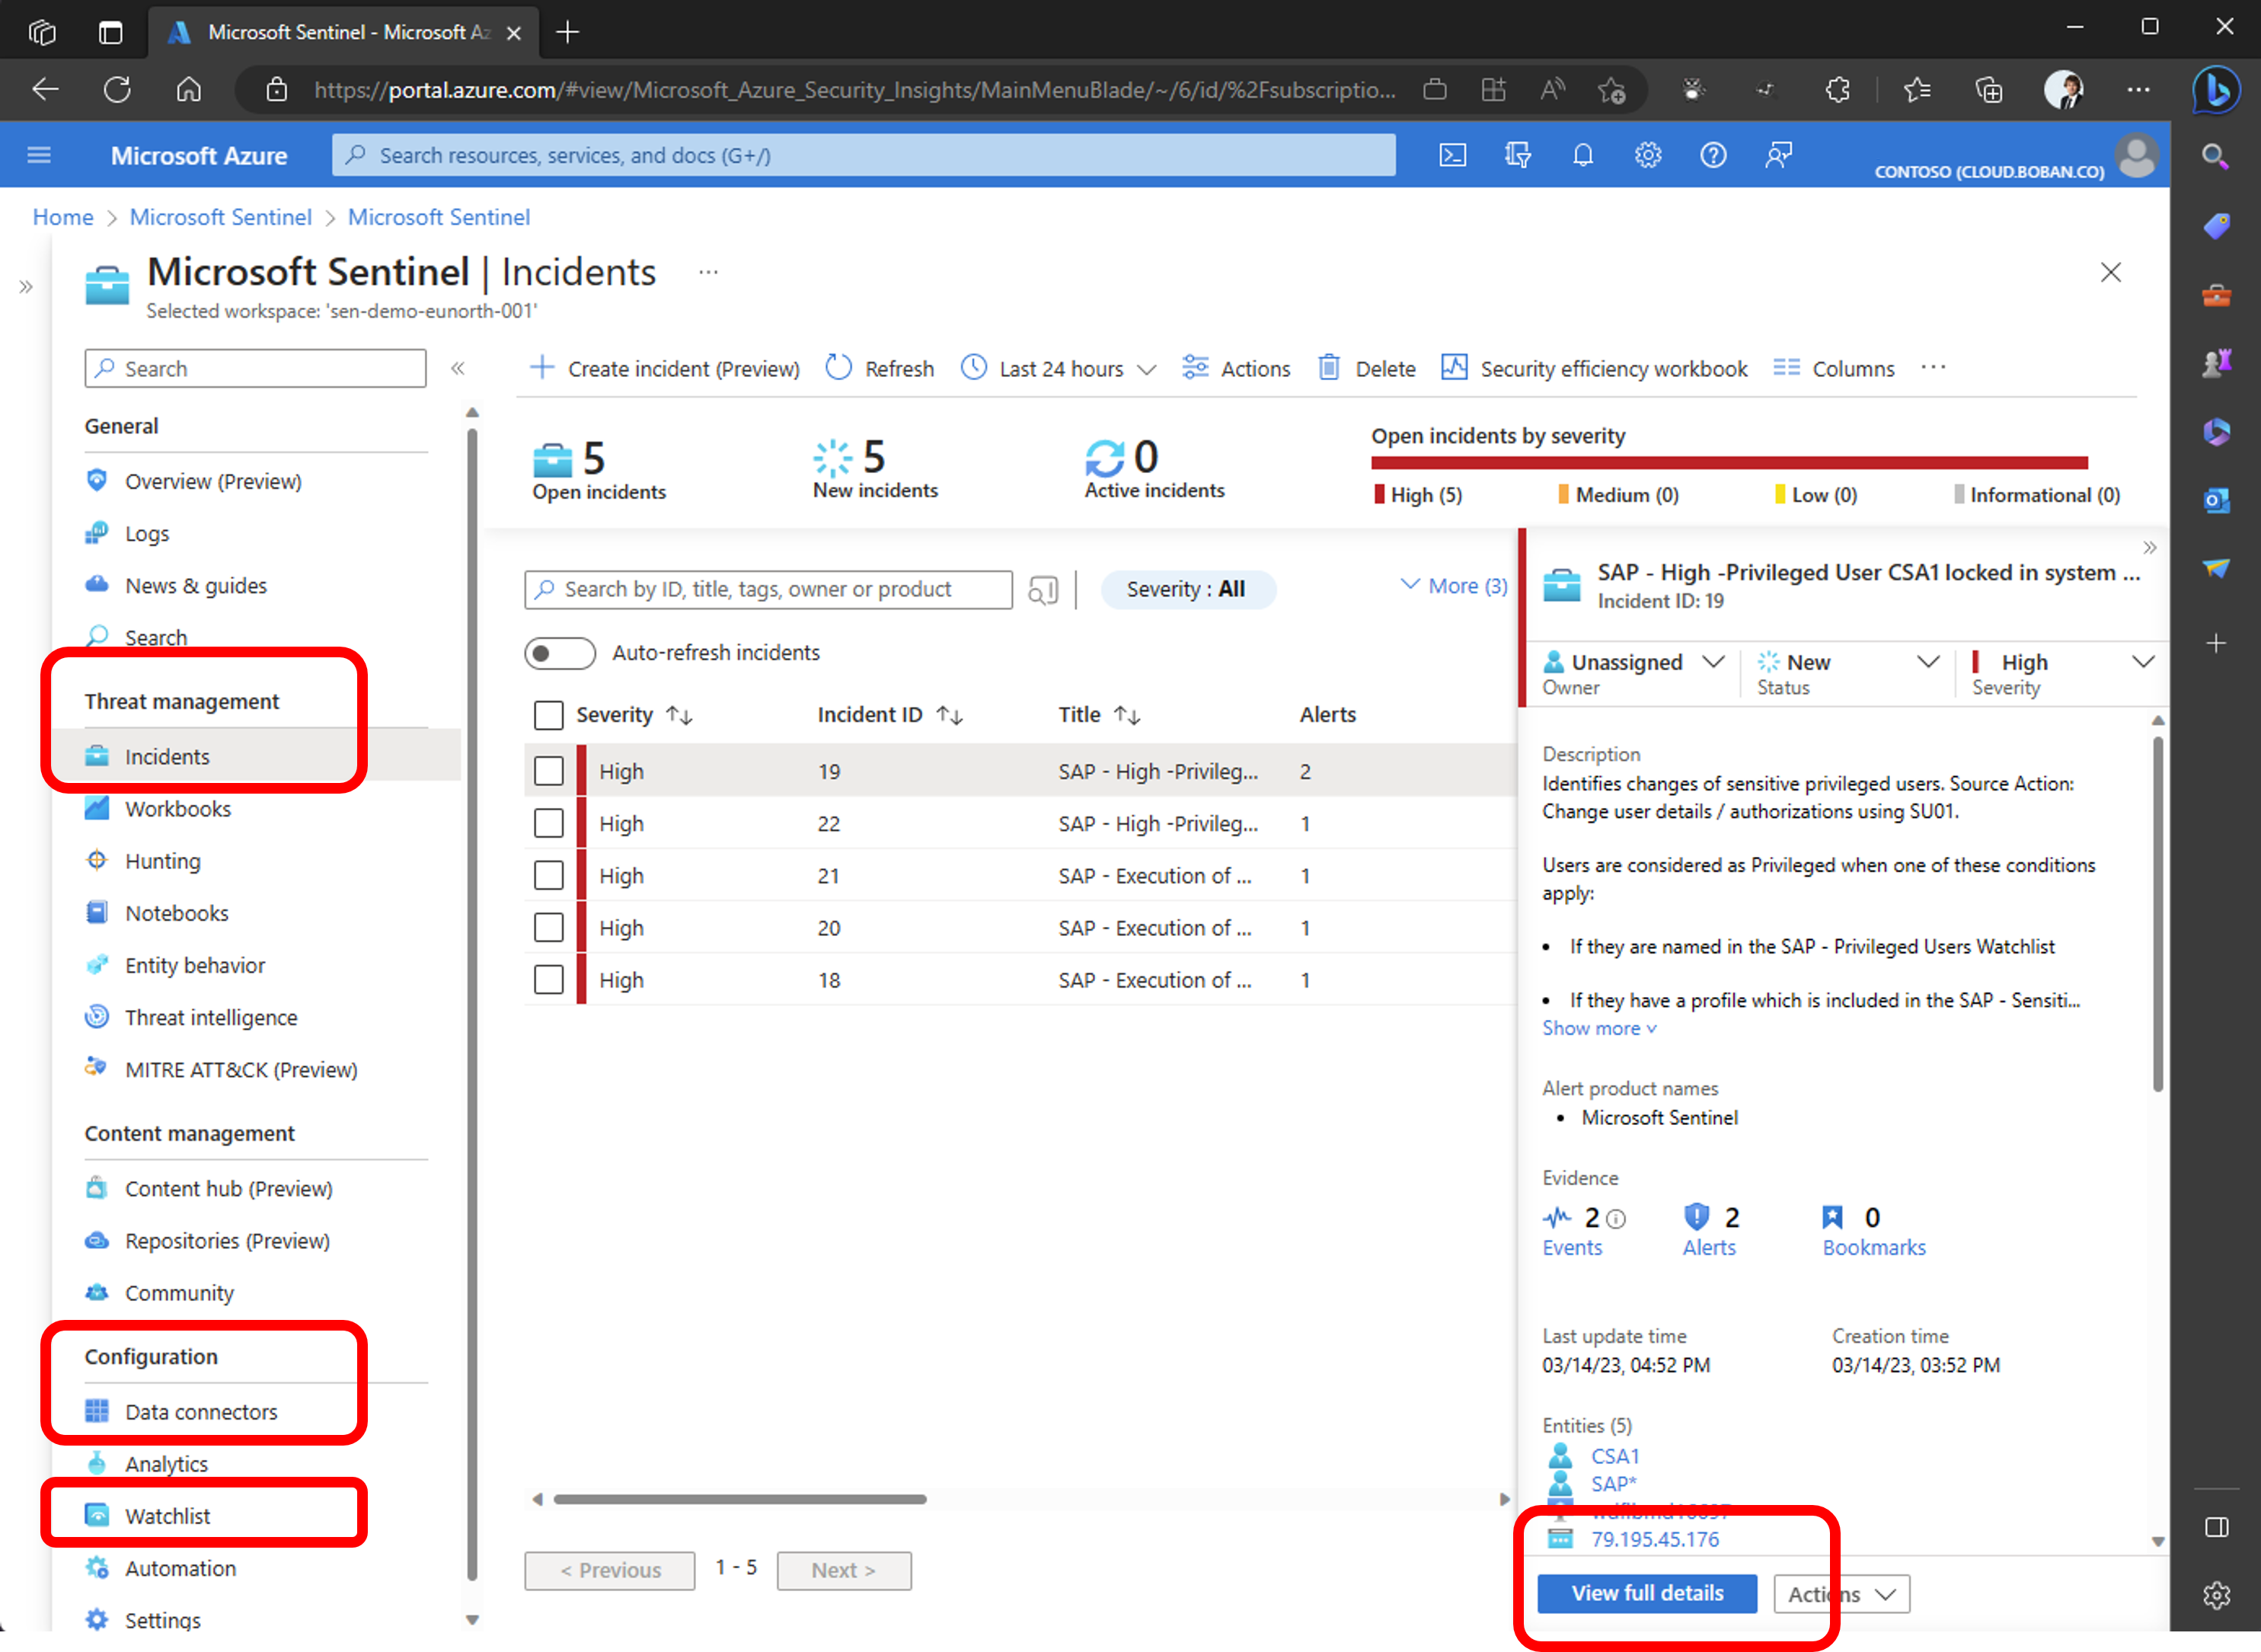 Microsoft Sentinel - Microsoft Az
https://portal.azure.com/#view/Microsoft_Azure_Security_Insights/MainMenuBlade/~/6/id/%2Fsubscriptio...
Microsoft Azure
Search resources, services, and docs (G+/)
CONTOSO (CLOUD.BOBAN.CO)
Home > Microsoft Sentinel > Microsoft Sentinel
Microsoft Sentinel | Incidents ...
Selected workspace: 'sen-demo-eunorth-001'
Search
General
Overview (Preview)
Logs
News & guides
Search
Threat management
Incidents
Workbooks
Hunting
Notebooks
Entity behavior
Threat intelligence
MITRE ATT&CK (Preview)
Content management
Content hub (Preview)
Repositories (Preview)
Community
Configuration
Data connectors
Analytics
Watchlist
Automation
Settings
Create incident (Preview) Refresh Last 24 hours Actions Delete Security efficiency workbook Columns ...
5
Open incidents
5
New incidents
0
Active incidents
Open incidents by severity
High (5) Medium (0) Low (0) Informational (0)
Search by ID, title, tags, owner or product
Severity : All
More (3)
Auto-refresh incidents
Severity Incident ID Title Alerts
High 19 SAP - High -Privileg... 2
High 22 SAP - High -Privileg... 1
High 21 SAP - Execution of ... 1
High 20 SAP - Execution of ... 1
High 18 SAP - Execution of ... 1
< Previous 1 - 5 Next >
SAP - High -Privileged User CSA1 locked in system ...
Incident ID: 19
Unassigned New High
Owner Status Severity
Description
Identifies changes of sensitive privileged users. Source Action:
Change user details / authorizations using SU01.
Users are considered as Privileged when one of these conditions
apply:
• If they are named in the SAP - Privileged Users Watchlist
• If they have a profile which is included in the SAP - Sensiti...
Show more
Alert product names
• Microsoft Sentinel
Evidence
2 2 0
Events Alerts Bookmarks
Last update time Creation time
03/14/23, 04:52 PM 03/14/23, 03:52 PM
Entities (5)
CSA1
SAP*
79.195.45.176
View full details Actions